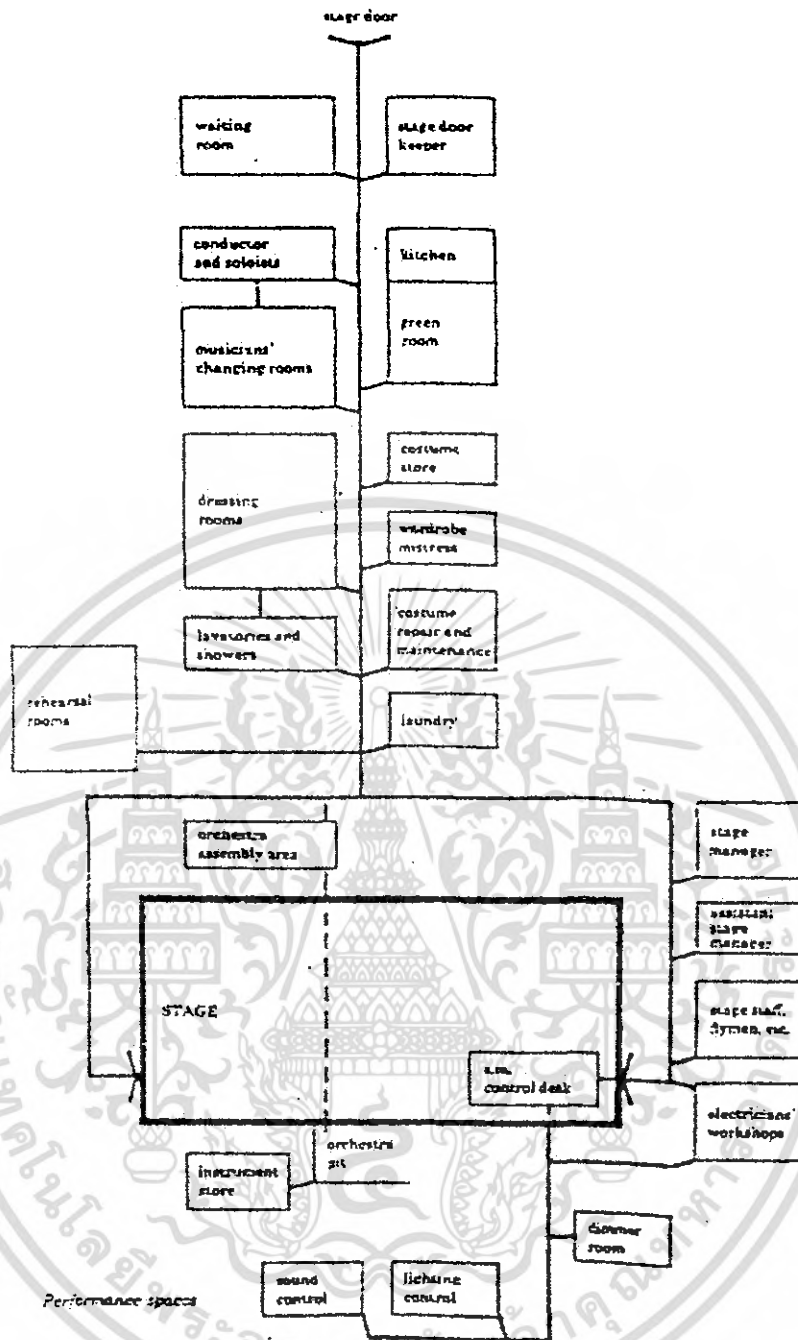 stage door
waiting
room
stage door
keeper
conductor
and soloists
kitchen
green
room
musicians'
changing rooms
costume
store
dressing
rooms
wardrobe
mistress
lavatories and
showers
costume
repair and
maintenance
rehearsal
rooms
laundry
orchestra
assembly area
stage
manager
assistant
stage
manager
STAGE
stage staff,
flymen, etc.
s.m.
control desk
electricians'
workshops
orchestra
pit
instrument
store
dimmer
room
sound
control
lighting
control
Performance spaces